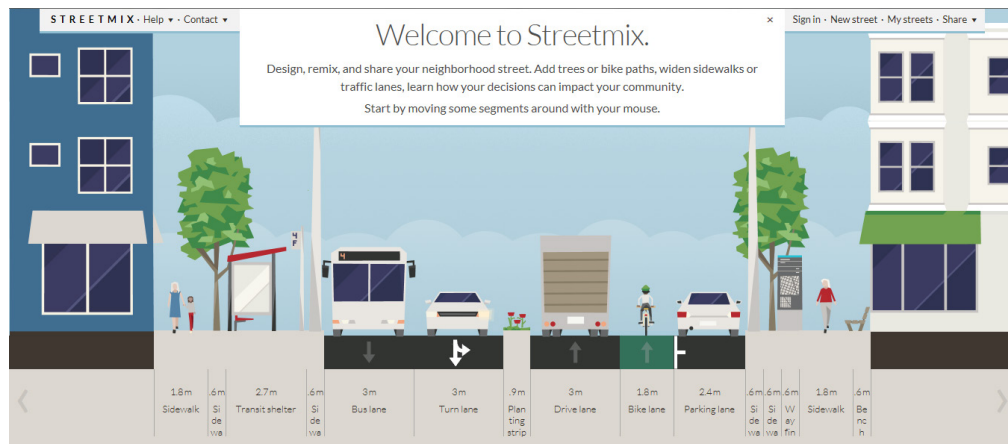 STREETMIX · Help ▾ · Contact ▾
× Sign in · New street · My streets · Share ▾
Welcome to Streetmix.
Design, remix, and share your neighborhood street. Add trees or bike paths, widen sidewalks or
traffic lanes, learn how your decisions can impact your community.
Start by moving some segments around with your mouse.
4
F
4
1.8m .6m 2.7m .6m 3m 3m .9m 3m 1.8m 2.4m .6m .6m .6m 1.8m .6m
Sidewalk Si Transit shelter Si Bus lane Turn lane Plan Drive lane Bike lane Parking lane Si Si W Sidewalk Be
de de ting de de ay nc
wa wa strip wa wa fin h